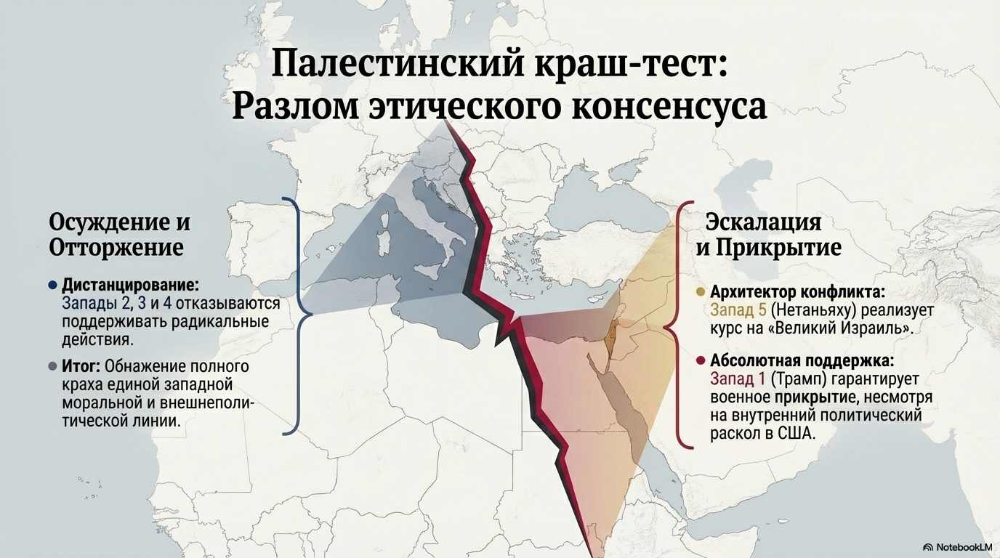 Палестинский краш-тест:
Разлом этического консенсуса
Осуждение и
Отторжение
Дистанцирование:
Запады 2, 3 и 4 отказываются
поддерживать радикальные
действия.
Итог: Обнажение полного
краха единой западной
моральной и внешнеполи-
тической линии.
Эскалация
и Прикрытие
Архитектор конфликта:
Запад 5 (Нетаньяху) реализует
курс на «Великий Израиль».
Абсолютная поддержка:
Запад 1 (Трамп) гарантирует
военное прикрытие, несмотря
на внутренний политический
раскол в США.
NotebookLM